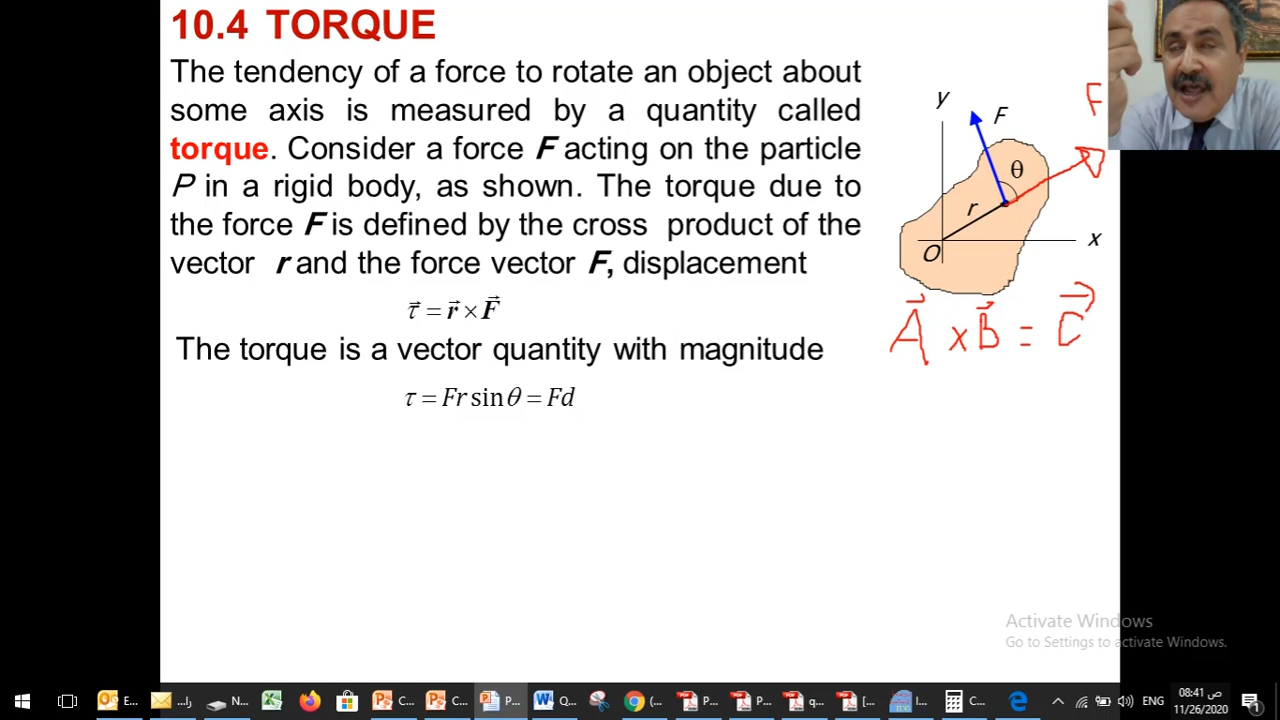 10.4 TORQUE
The tendency of a force to rotate an object about
some axis is measured by a quantity called
torque. Consider a force F acting on the particle
P in a rigid body, as shown. The torque due to
the force F is defined by the cross product of the
vector r and the force vector F, displacement
τ⃗ = r⃗ × F⃗
The torque is a vector quantity with magnitude
τ = Fr sin θ = Fd
y
F
F
θ
r
x
O
A⃗ × B⃗ = C⃗
Activate Windows
Go to Settings to activate Windows.
E...
را...
N...
C...
C...
P...
Q...
(...
P...
P...
q...
[...
I...
C...
ENG
08:41 ص
11/26/2020
1